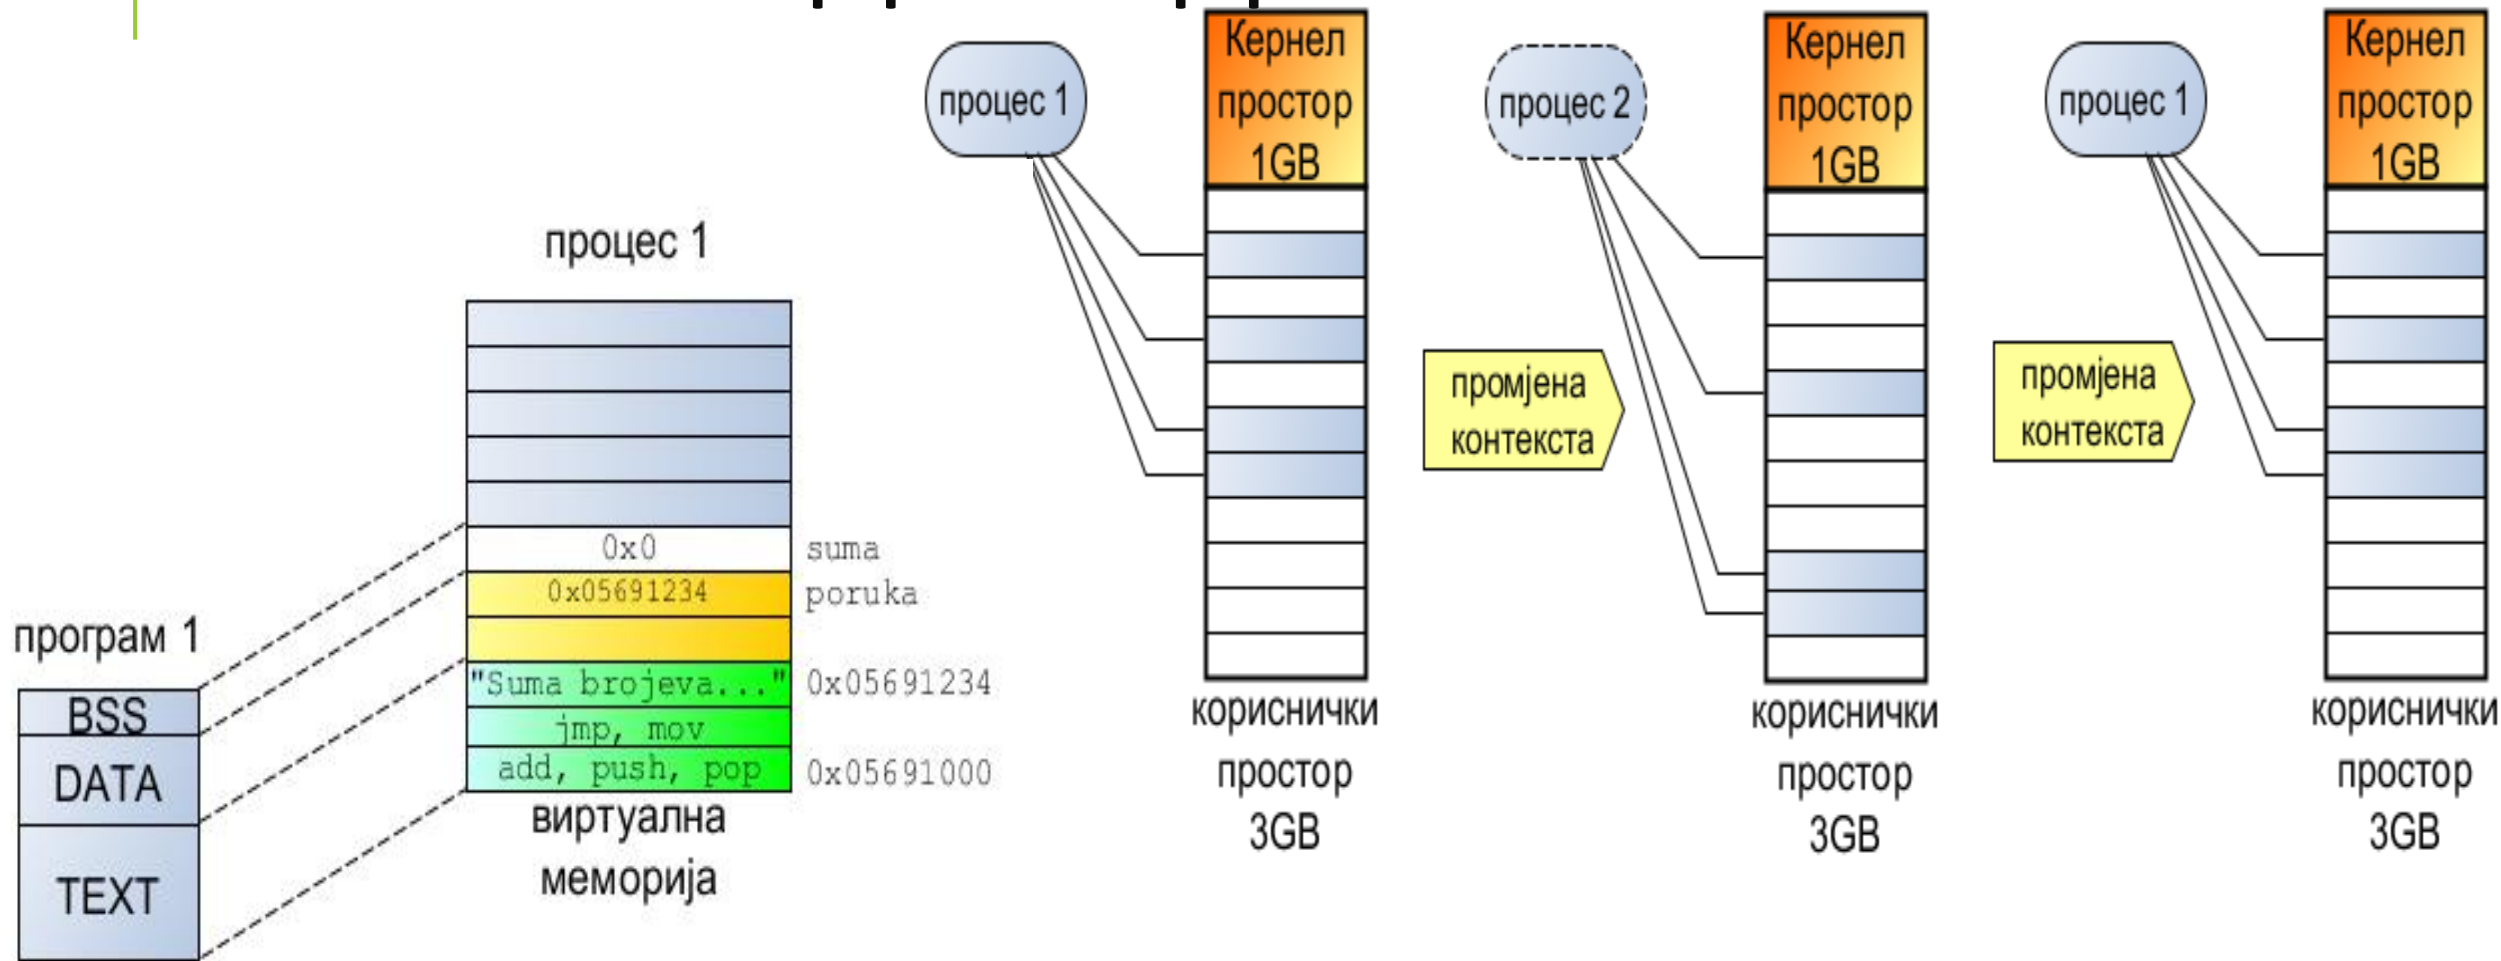 програм 1
BSS
DATA
TEXT
процес 1
0x0
suma
0x05691234
poruka
"Suma brojeva..."
0x05691234
jmp, mov
add, push, pop
0x05691000
виртуална
меморија
процес 1
Кернел
простор
1GB
кориснички
простор
3GB
промјена
контекста
процес 2
Кернел
простор
1GB
кориснички
простор
3GB
промјена
контекста
процес 1
Кернел
простор
1GB
кориснички
простор
3GB